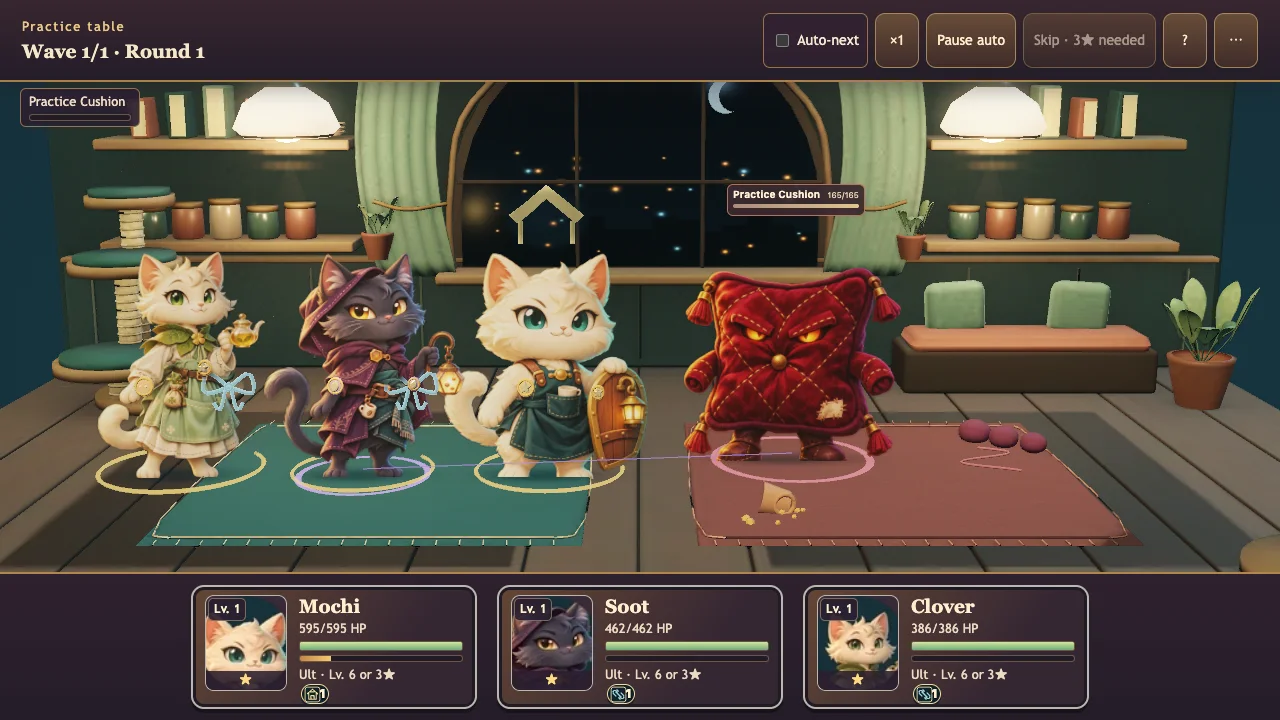 Practice table
Wave 1/1 · Round 1
Auto-next
×1
Pause auto
Skip · 3★ needed
?
...
Practice Cushion
Practice Cushion 165/165
Lv. 1
Mochi
595/595 HP
Ult · Lv. 6 or 3★
1
Lv. 1
Soot
462/462 HP
Ult · Lv. 6 or 3★
1
Lv. 1
Clover
386/386 HP
Ult · Lv. 6 or 3★
1